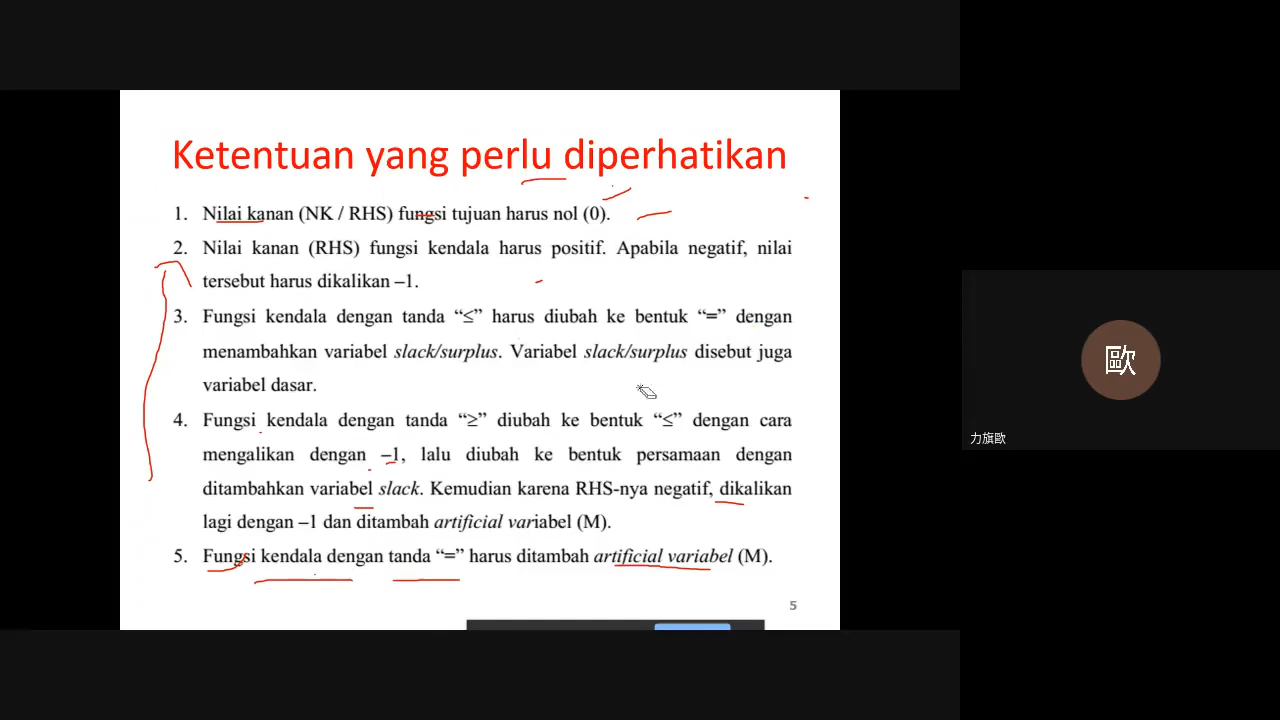 Ketentuan yang perlu diperhatikan
1. Nilai kanan (NK / RHS) fungsi tujuan harus nol (0).
2. Nilai kanan (RHS) fungsi kendala harus positif. Apabila negatif, nilai
tersebut harus dikalikan –1.
3. Fungsi kendala dengan tanda “≤” harus diubah ke bentuk “=” dengan
menambahkan variabel slack/surplus. Variabel slack/surplus disebut juga
variabel dasar.
4. Fungsi kendala dengan tanda “≥” diubah ke bentuk “≤” dengan cara
mengalikan dengan –1, lalu diubah ke bentuk persamaan dengan
ditambahkan variabel slack. Kemudian karena RHS-nya negatif, dikalikan
lagi dengan –1 dan ditambah artificial variabel (M).
5. Fungsi kendala dengan tanda “=” harus ditambah artificial variabel (M).
5
歐
力旗歐